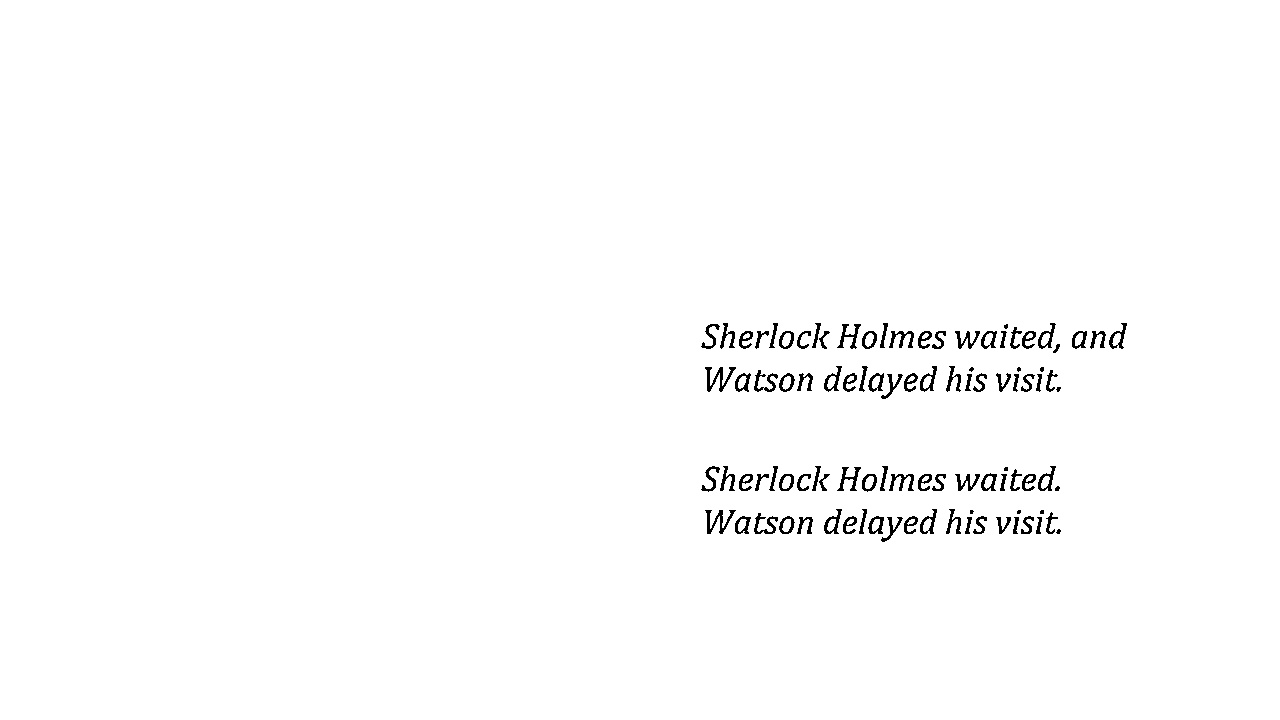 Sherlock Holmes waited, and
Watson delayed his visit.
Sherlock Holmes waited.
Watson delayed his visit.